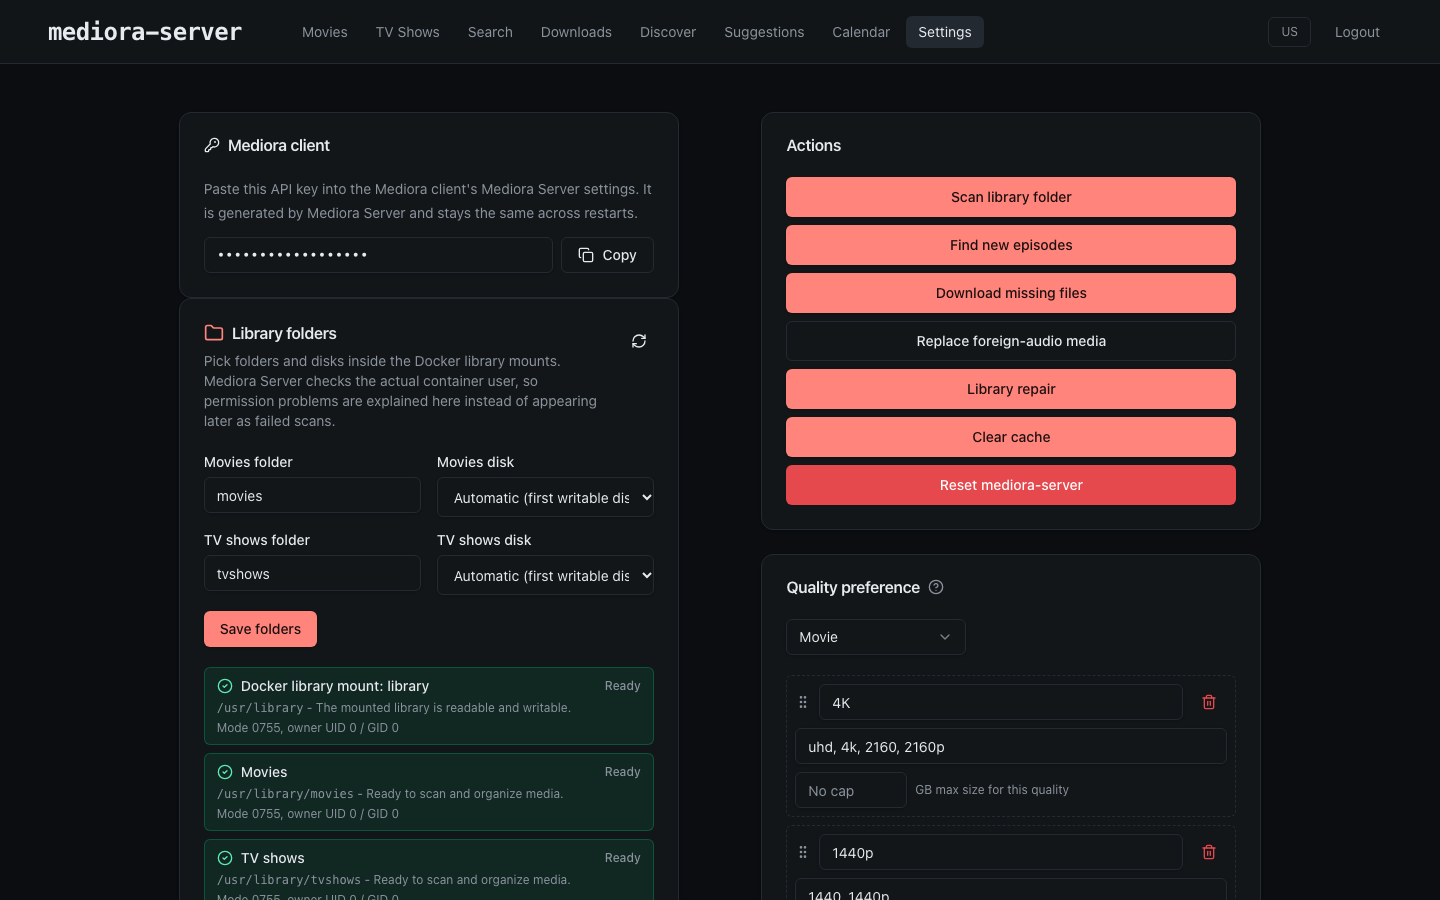 mediora-server
Movies
TV Shows
Search
Downloads
Discover
Suggestions
Calendar
Settings
US
Logout
Mediora client
Paste this API key into the Mediora client's Mediora Server settings. It
is generated by Mediora Server and stays the same across restarts.
•••••••••••••••••
Copy
Library folders
Pick folders and disks inside the Docker library mounts.
Mediora Server checks the actual container user, so
permission problems are explained here instead of appearing
later as failed scans.
Movies folder
Movies disk
movies
Automatic (first writable dis
TV shows folder
TV shows disk
tvshows
Automatic (first writable dis
Save folders
Docker library mount: library
Ready
/usr/library - The mounted library is readable and writable.
Mode 0755, owner UID 0 / GID 0
Movies
Ready
/usr/library/movies - Ready to scan and organize media.
Mode 0755, owner UID 0 / GID 0
TV shows
Ready
/usr/library/tvshows - Ready to scan and organize media.
Mode 0755, owner UID 0 / GID 0
Actions
Scan library folder
Find new episodes
Download missing files
Replace foreign-audio media
Library repair
Clear cache
Reset mediora-server
Quality preference
Movie
4K
uhd, 4k, 2160, 2160p
No cap
GB max size for this quality
1440p
1440, 1440p